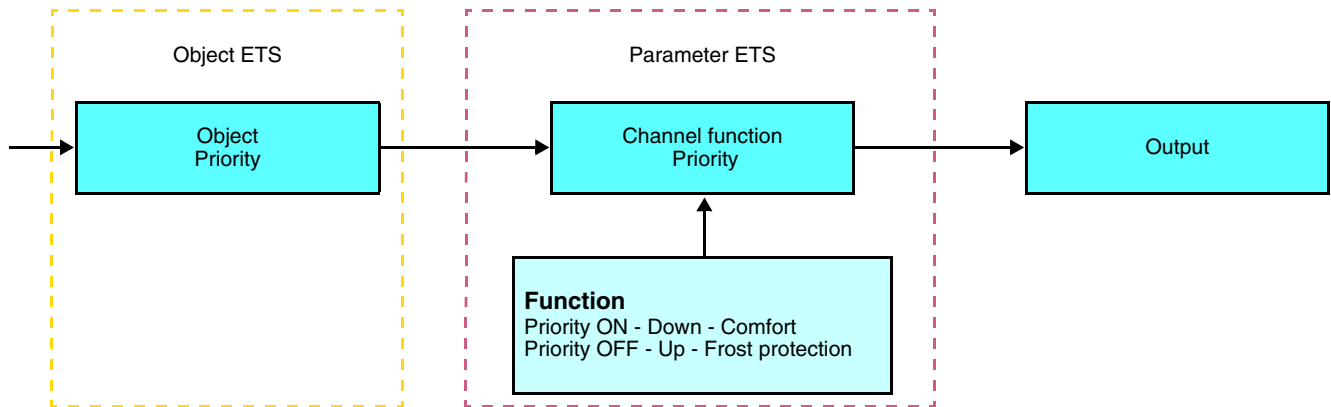 Object ETS
Parameter ETS
Object
Priority
Channel function
Priority
Output
Function
Priority ON - Down - Comfort
Priority OFF - Up - Frost protection